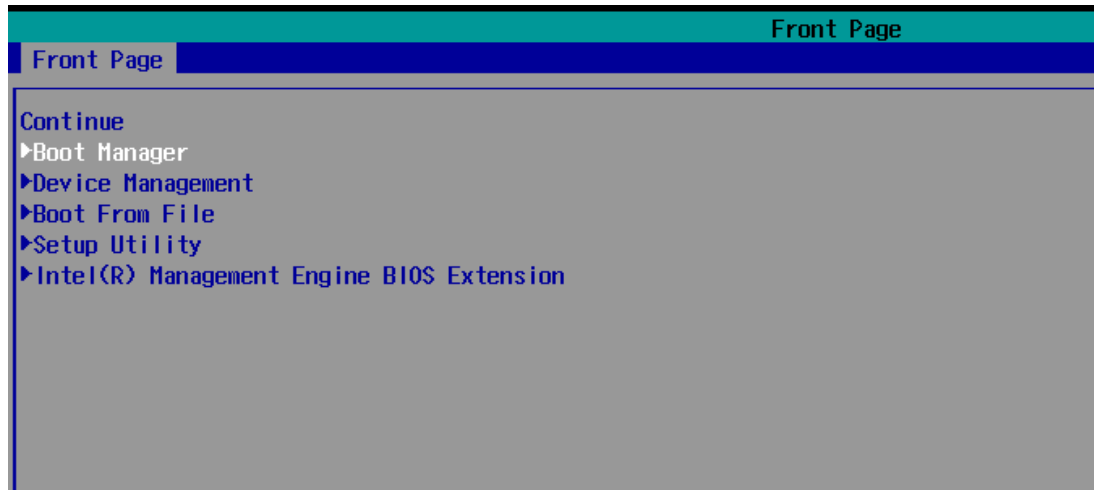 Front Page
Front Page
Continue
▶Boot Manager
▶Device Management
▶Boot From File
▶Setup Utility
▶Intel(R) Management Engine BIOS Extension